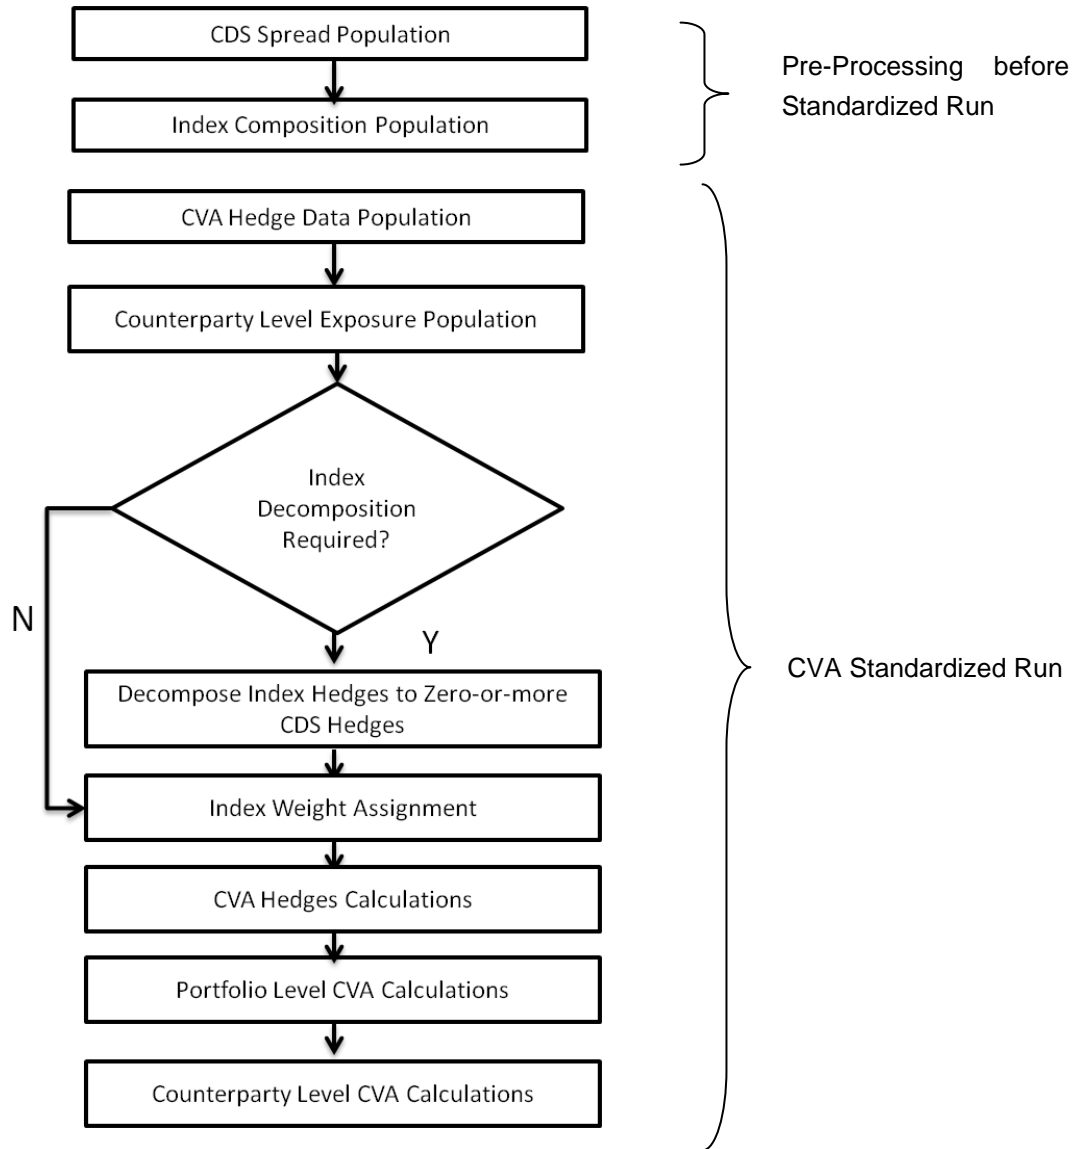 CDS Spread Population
Pre-Processing before
Standardized Run
Index Composition Population
CVA Hedge Data Population
Counterparty Level Exposure Population
Index
Decomposition
Required?
N
Y
CVA Standardized Run
Decompose Index Hedges to Zero-or-more
CDS Hedges
Index Weight Assignment
CVA Hedges Calculations
Portfolio Level CVA Calculations
Counterparty Level CVA Calculations